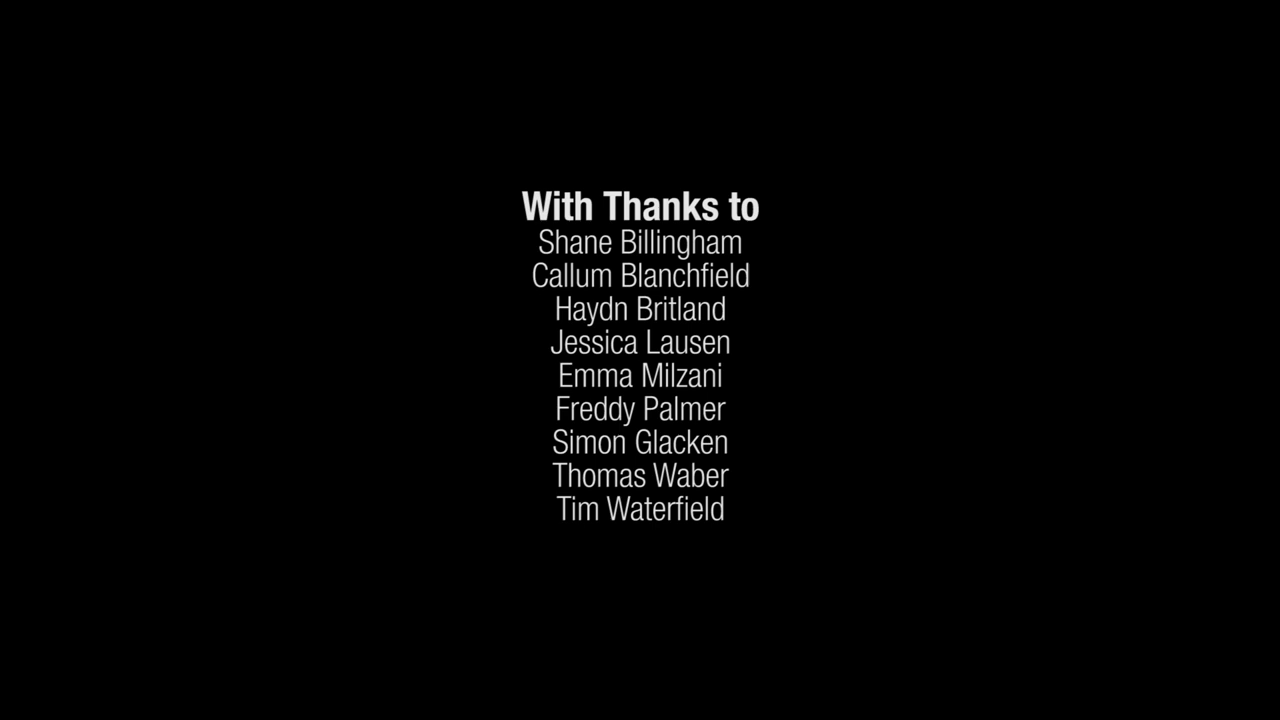 With Thanks to
Shane Billingham
Callum Blanchfield
Haydn Britland
Jessica Lausen
Emma Milzani
Freddy Palmer
Simon Glacken
Thomas Waber
Tim Waterfield